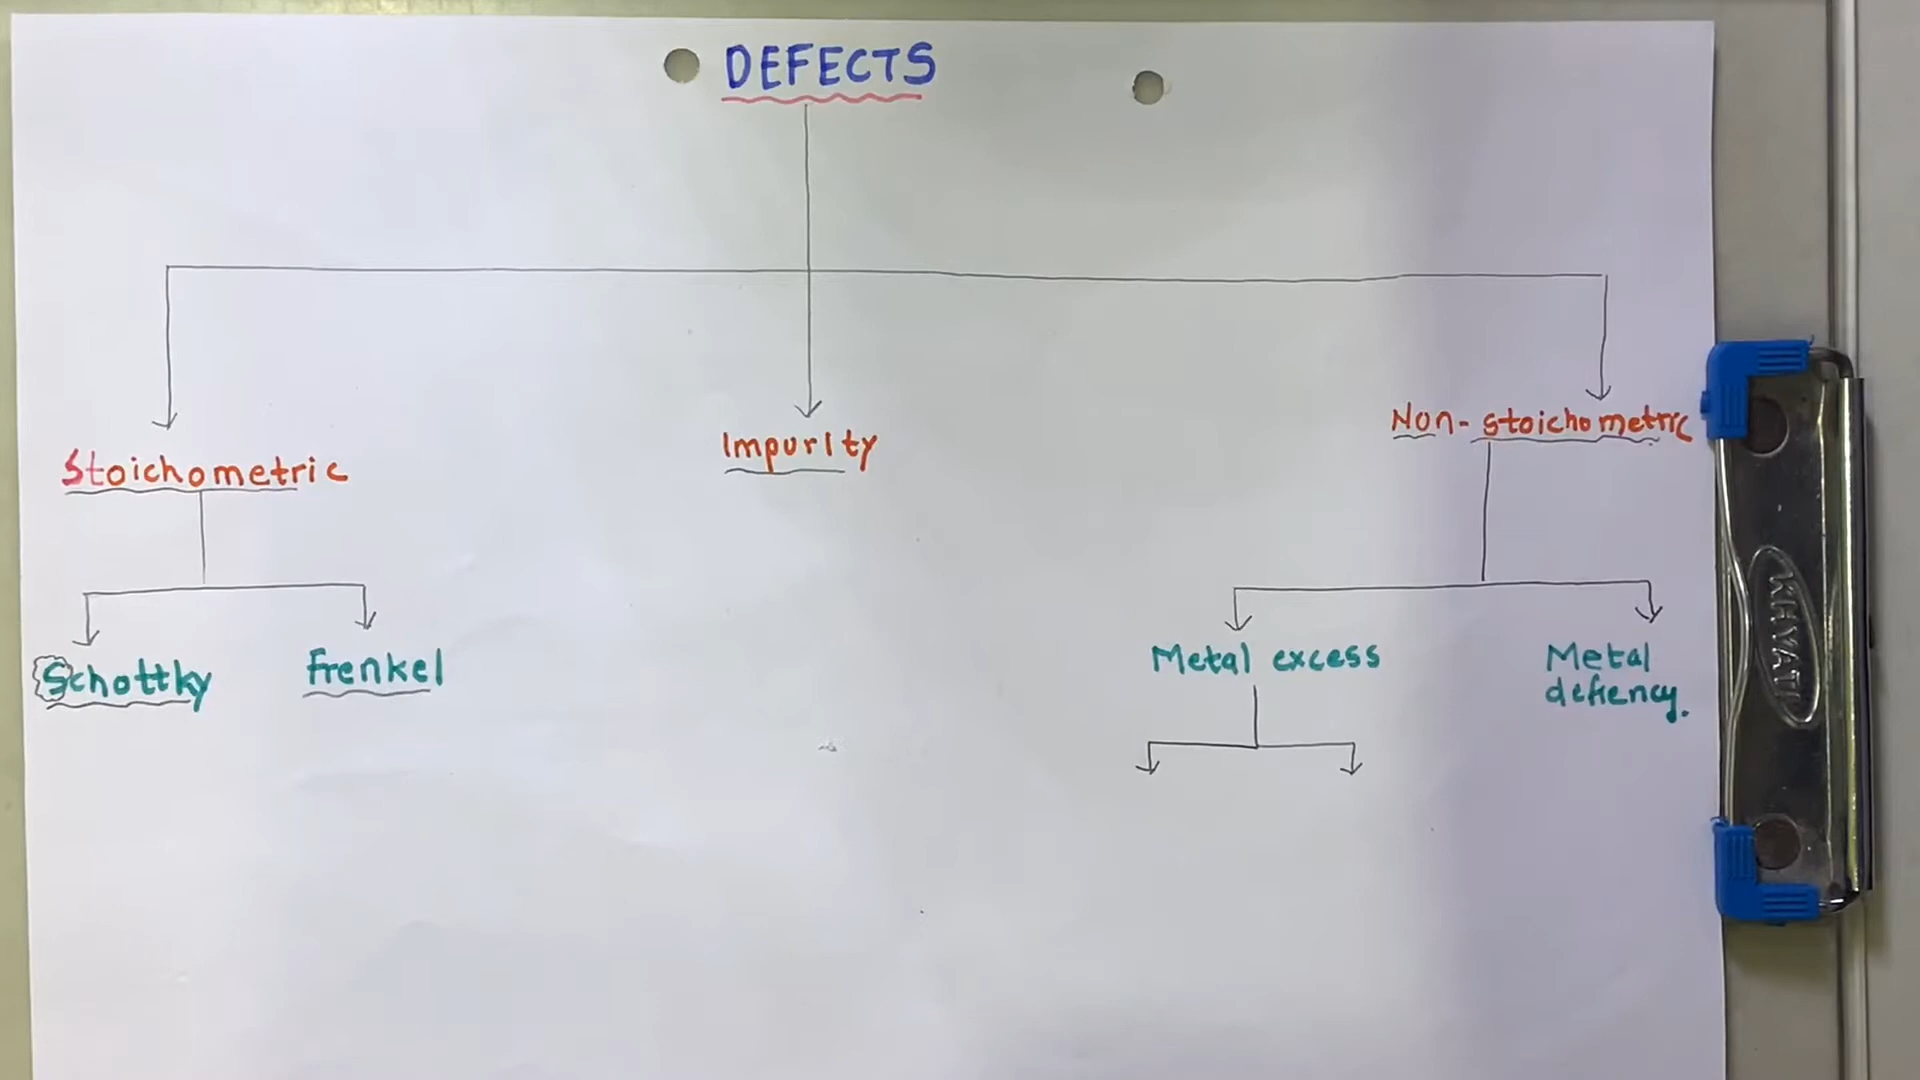 DEFECTS
Stoichometric
Impurity
Non-stoichometric
Schottky
Frenkel
Metal excess
Metal
defiency.
KHYATI